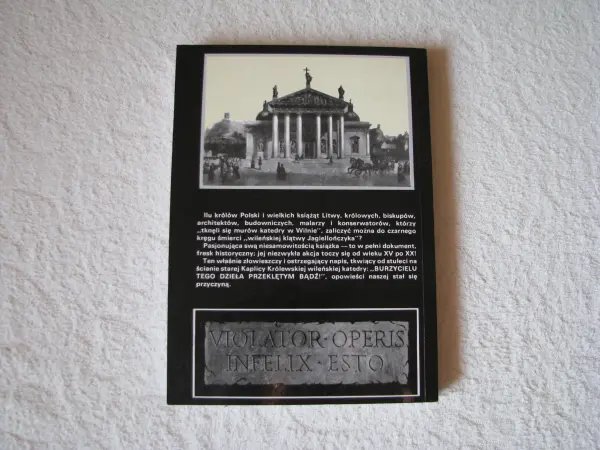 Ilu królów Polski i wielkich książąt Litwy, królowych, biskupów,
architektów, budowniczych, malarzy i konserwatorów, którzy
„tknęli się murów katedry w Wilnie", zaliczyć można do czarnego
kręgu śmierci „wileńskiej klątwy Jagiellończyka"?
Pasjonująca swą niesamowitością książka — to w pełni dokument,
fresk historyczny; jej niezwykła akcja toczy się od wieku XV po XX!
Ten właśnie złowieszczy i ostrzegający napis, tkwiący od stuleci na
ścianie starej Kaplicy Królewskiej wileńskiej katedry: „BURZYCIELU
TEGO DZIEŁA PRZEKLĘTYM BĄDŹ!", opowieści naszej stał się
przyczyną.
VIOLATOR·OPERIS
INFELIX·ESTO